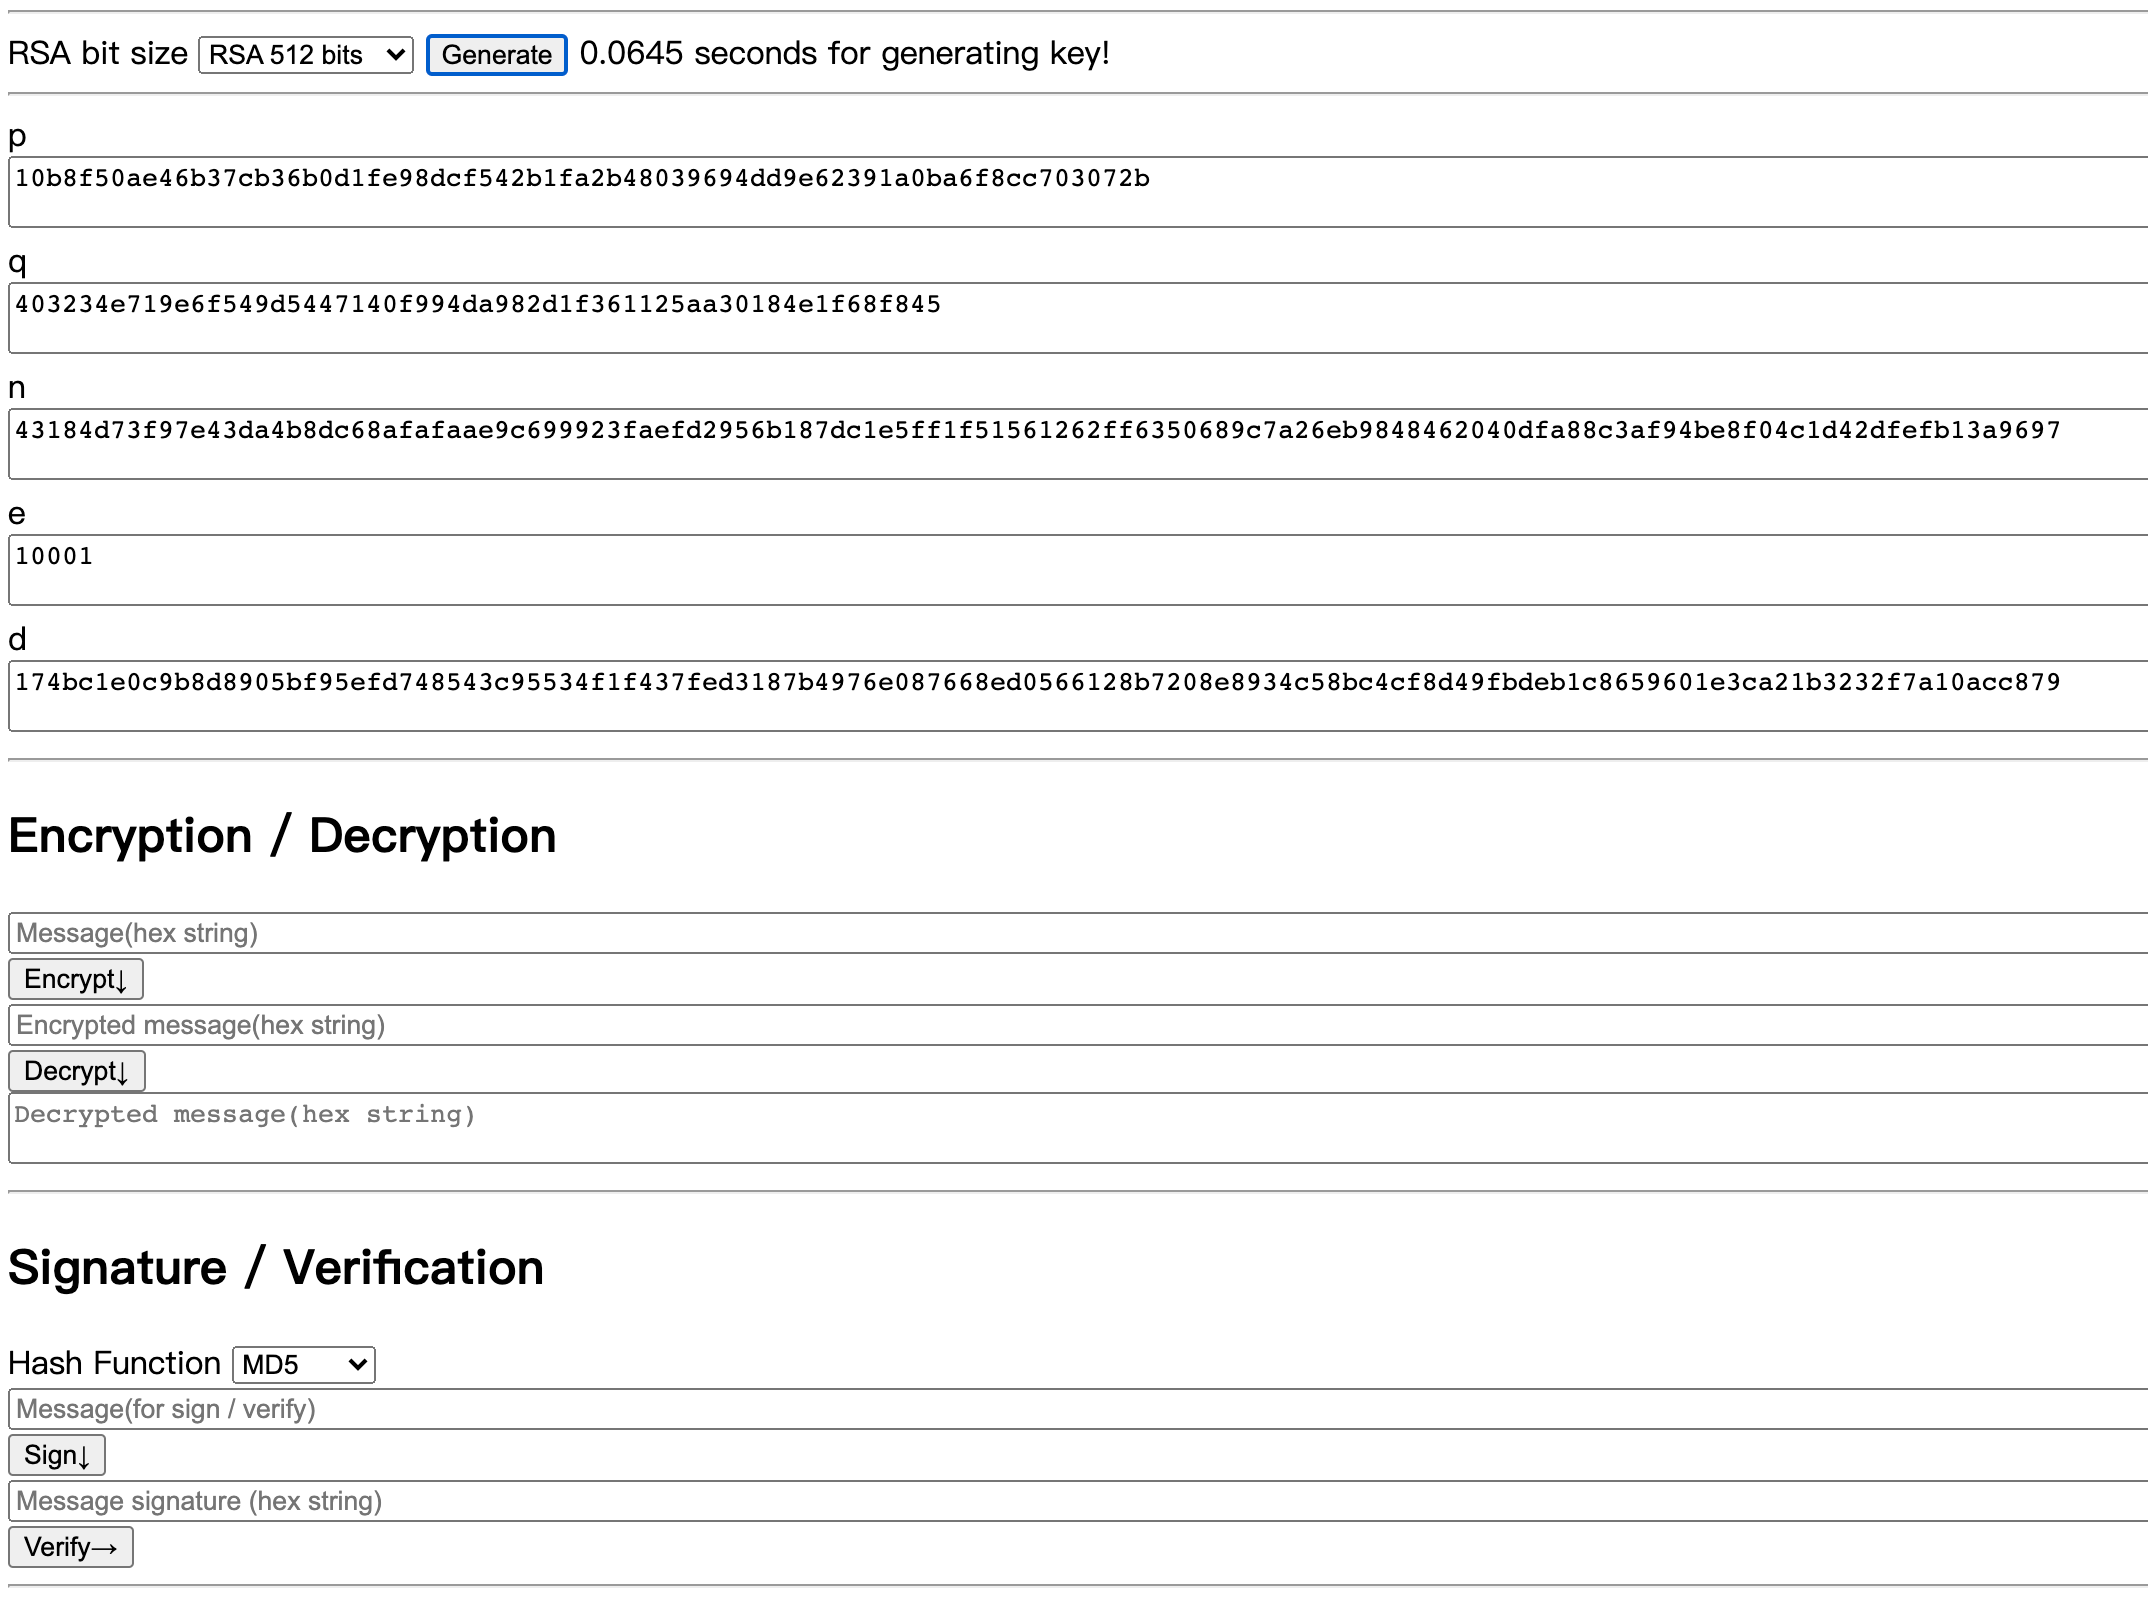 RSA bit size RSA 512 bits Generate 0.0645 seconds for generating key!
p
10b8f50ae46b37cb36b0d1fe98dcf542b1fa2b48039694dd9e62391a0ba6f8cc703072b
q
403234e719e6f549d5447140f994da982d1f361125aa30184e1f68f845
n
43184d73f97e43da4b8dc68afafaae9c699923faefd2956b187dc1e5ff1f51561262ff6350689c7a26eb9848462040dfa88c3af94be8f04c1d42dfefb13a9697
e
10001
d
174bc1e0c9b8d8905bf95efd748543c95534f1f437fed3187b4976e087668ed0566128b7208e8934c58bc4cf8d49fbdeb1c8659601e3ca21b3232f7a10acc879
Encryption / Decryption
Message(hex string)
Encrypt↓
Encrypted message(hex string)
Decrypt↓
Decrypted message(hex string)
Signature / Verification
Hash Function MD5
Message(for sign / verify)
Sign↓
Message signature (hex string)
Verify→